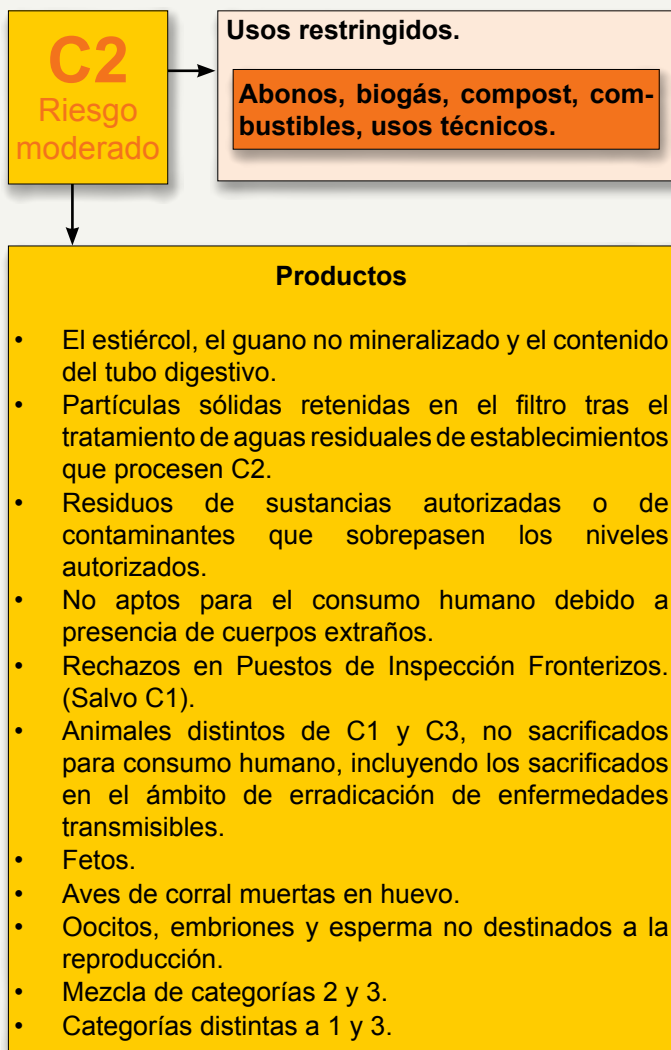 C2
Riesgo
moderado
Usos restringidos.
Abonos, biogás, compost, com-
bustibles, usos técnicos.
Productos
• El estiércol, el guano no mineralizado y el contenido
del tubo digestivo.
• Partículas sólidas retenidas en el filtro tras el
tratamiento de aguas residuales de establecimientos
que procesen C2.
• Residuos de sustancias autorizadas o de
contaminantes que sobrepasen los niveles
autorizados.
• No aptos para el consumo humano debido a
presencia de cuerpos extraños.
• Rechazos en Puestos de Inspección Fronterizos.
(Salvo C1).
• Animales distintos de C1 y C3, no sacrificados
para consumo humano, incluyendo los sacrificados
en el ámbito de erradicación de enfermedades
transmisibles.
• Fetos.
• Aves de corral muertas en huevo.
• Oocitos, embriones y esperma no destinados a la
reproducción.
• Mezcla de categorías 2 y 3.
• Categorías distintas a 1 y 3.